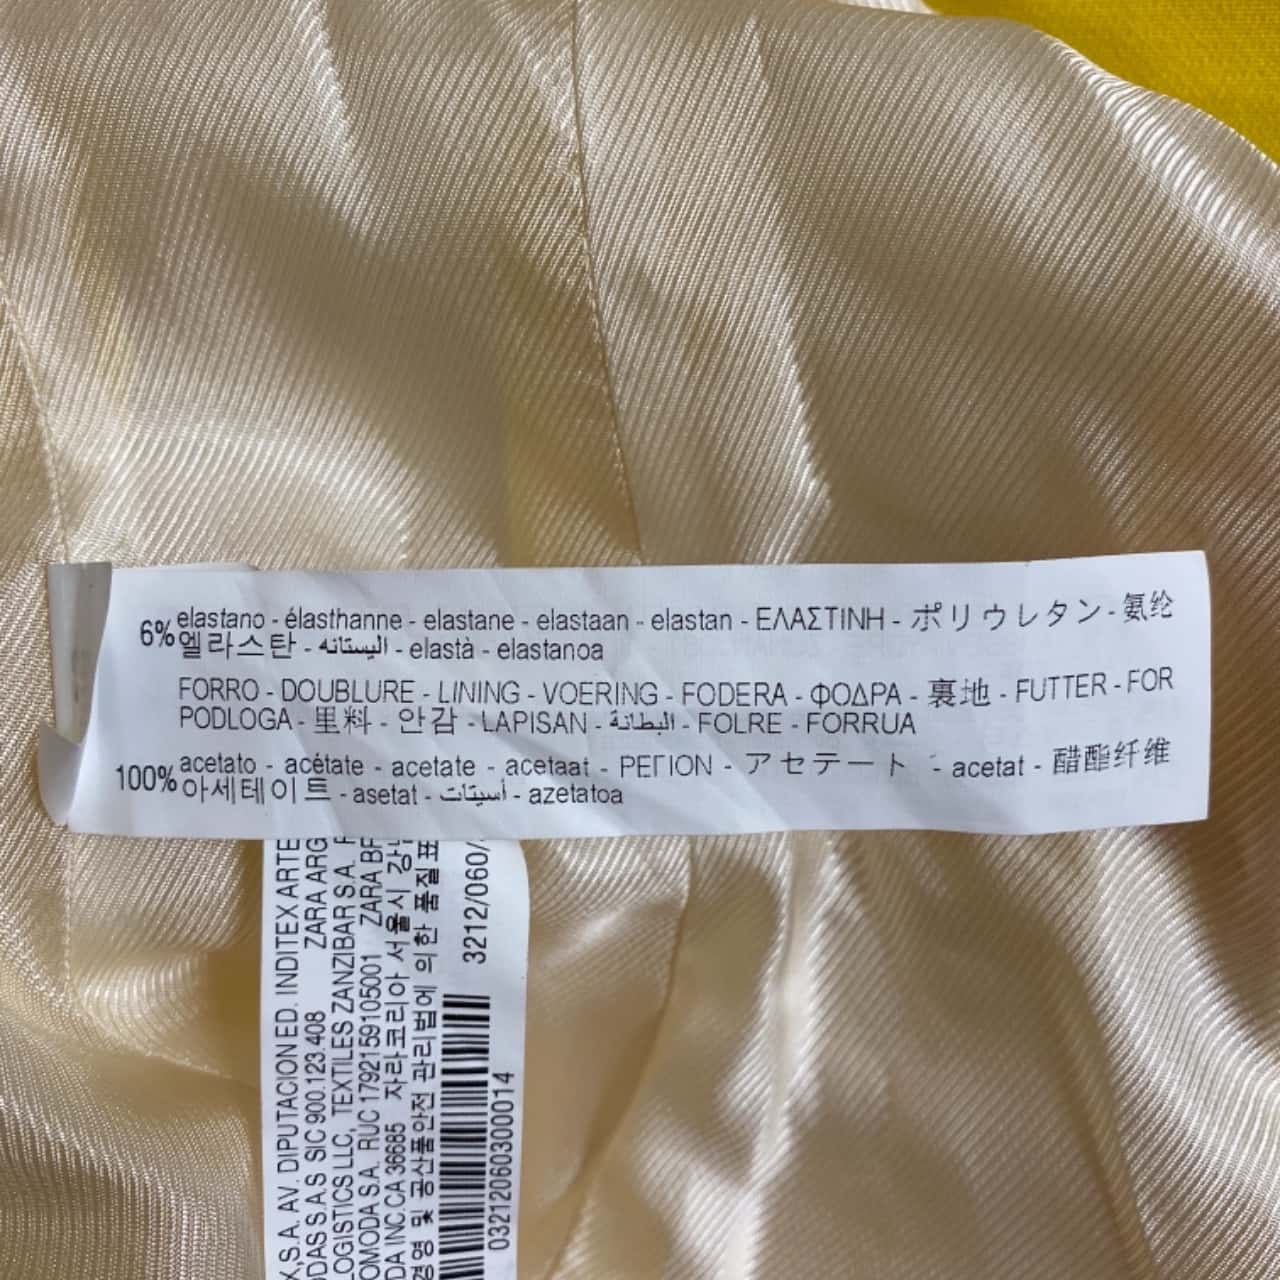 6% elastano - élasthanne - elastane - elastaan - elastan - ΕΛΑΣΤΙΝΗ - ポリウレタン - 氨纶
엘라스탄 - اليستانه - elastà - elastanoa
FORRO - DOUBLURE - LINING - VOERING - FODERA - ΦΟΔΡΑ - 裏地 - FUTTER - FOR
PODLOGA - 里料 - 안감 - LAPISAN - البطانة - FOLRE - FORRUA
100% acetato - acétate - acetate - acetaat - ΡΕΓΙΟΝ - アセテート - acetat - 醋酯纤维
아세테이트 - asetat - أسيتات - azetatoa
X,S.A. AV. DIPUTACION ED. INDITEX ARTE
DAS S.A.S SIC 900.123.408 ZARA ARG
LOGISTICS LLC, TEXTILES ZANZIBAR S.A.
OMODA S.A. RUC 1792159105001 ZARA BR
DA INC.CA 36685 자라코리아 서울시 강
경영 및 공산품안전 관리법에 의한 품질표
3212/060/
03212060300014